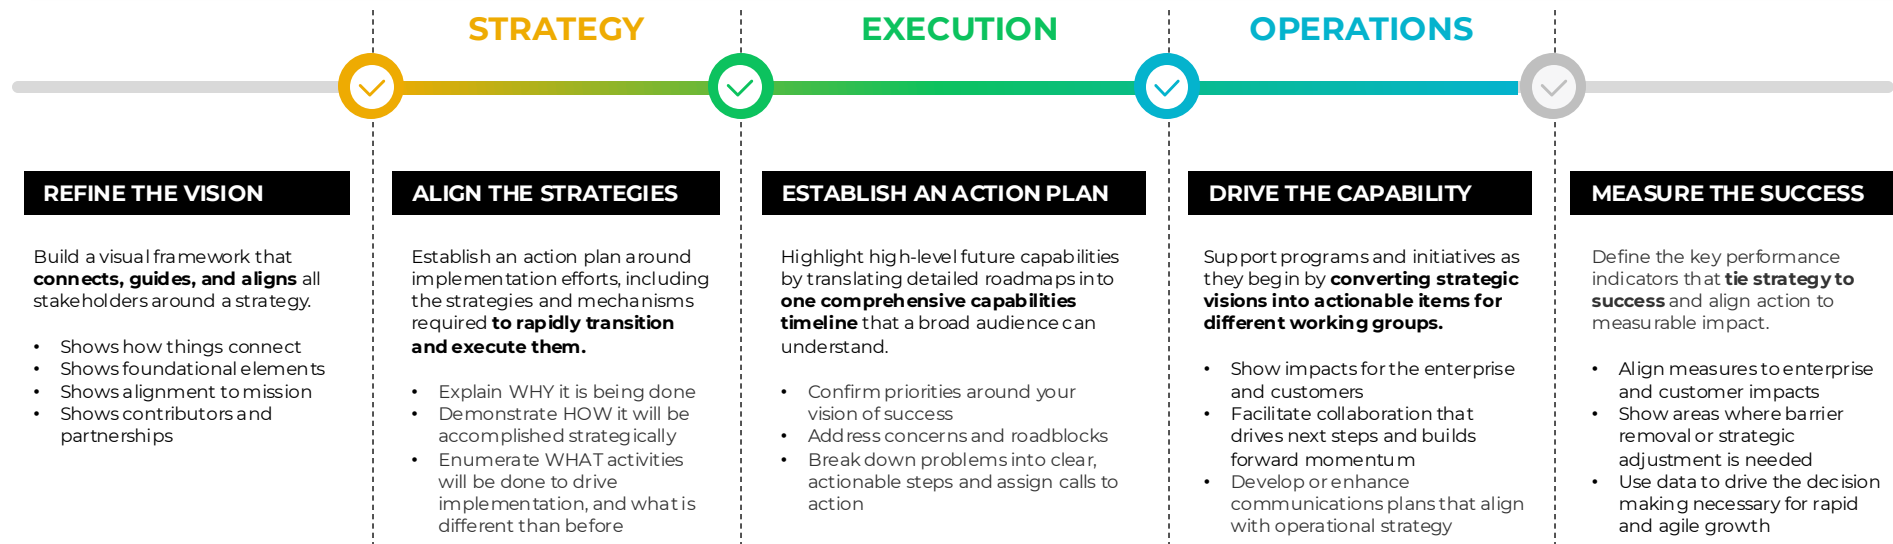 STRATEGY
EXECUTION
OPERATIONS
REFINE THE VISION
Build a visual framework that
connects, guides, and aligns all
stakeholders around a strategy.
• Shows how things connect
• Shows foundational elements
• Shows alignment to mission
• Shows contributors and
partnerships
ALIGN THE STRATEGIES
Establish an action plan around
implementation efforts, including
the strategies and mechanisms
required to rapidly transition
and execute them.
• Explain WHY it is being done
• Demonstrate HOW it will be
accomplished strategically
• Enumerate WHAT activities
will be done to drive
implementation, and what is
different than before
ESTABLISH AN ACTION PLAN
Highlight high-level future capabilities
by translating detailed roadmaps into
one comprehensive capabilities
timeline that a broad audience can
understand.
• Confirm priorities around your
vision of success
• Address concerns and roadblocks
• Break down problems into clear,
actionable steps and assign calls to
action
DRIVE THE CAPABILITY
Support programs and initiatives as
they begin by converting strategic
visions into actionable items for
different working groups.
• Show impacts for the enterprise
and customers
• Facilitate collaboration that
drives next steps and builds
forward momentum
• Develop or enhance
communications plans that align
with operational strategy
MEASURE THE SUCCESS
Define the key performance
indicators that tie strategy to
success and align action to
measurable impact.
• Align measures to enterprise
and customer impacts
• Show areas where barrier
removal or strategic
adjustment is needed
• Use data to drive the decision
making necessary for rapid
and agile growth